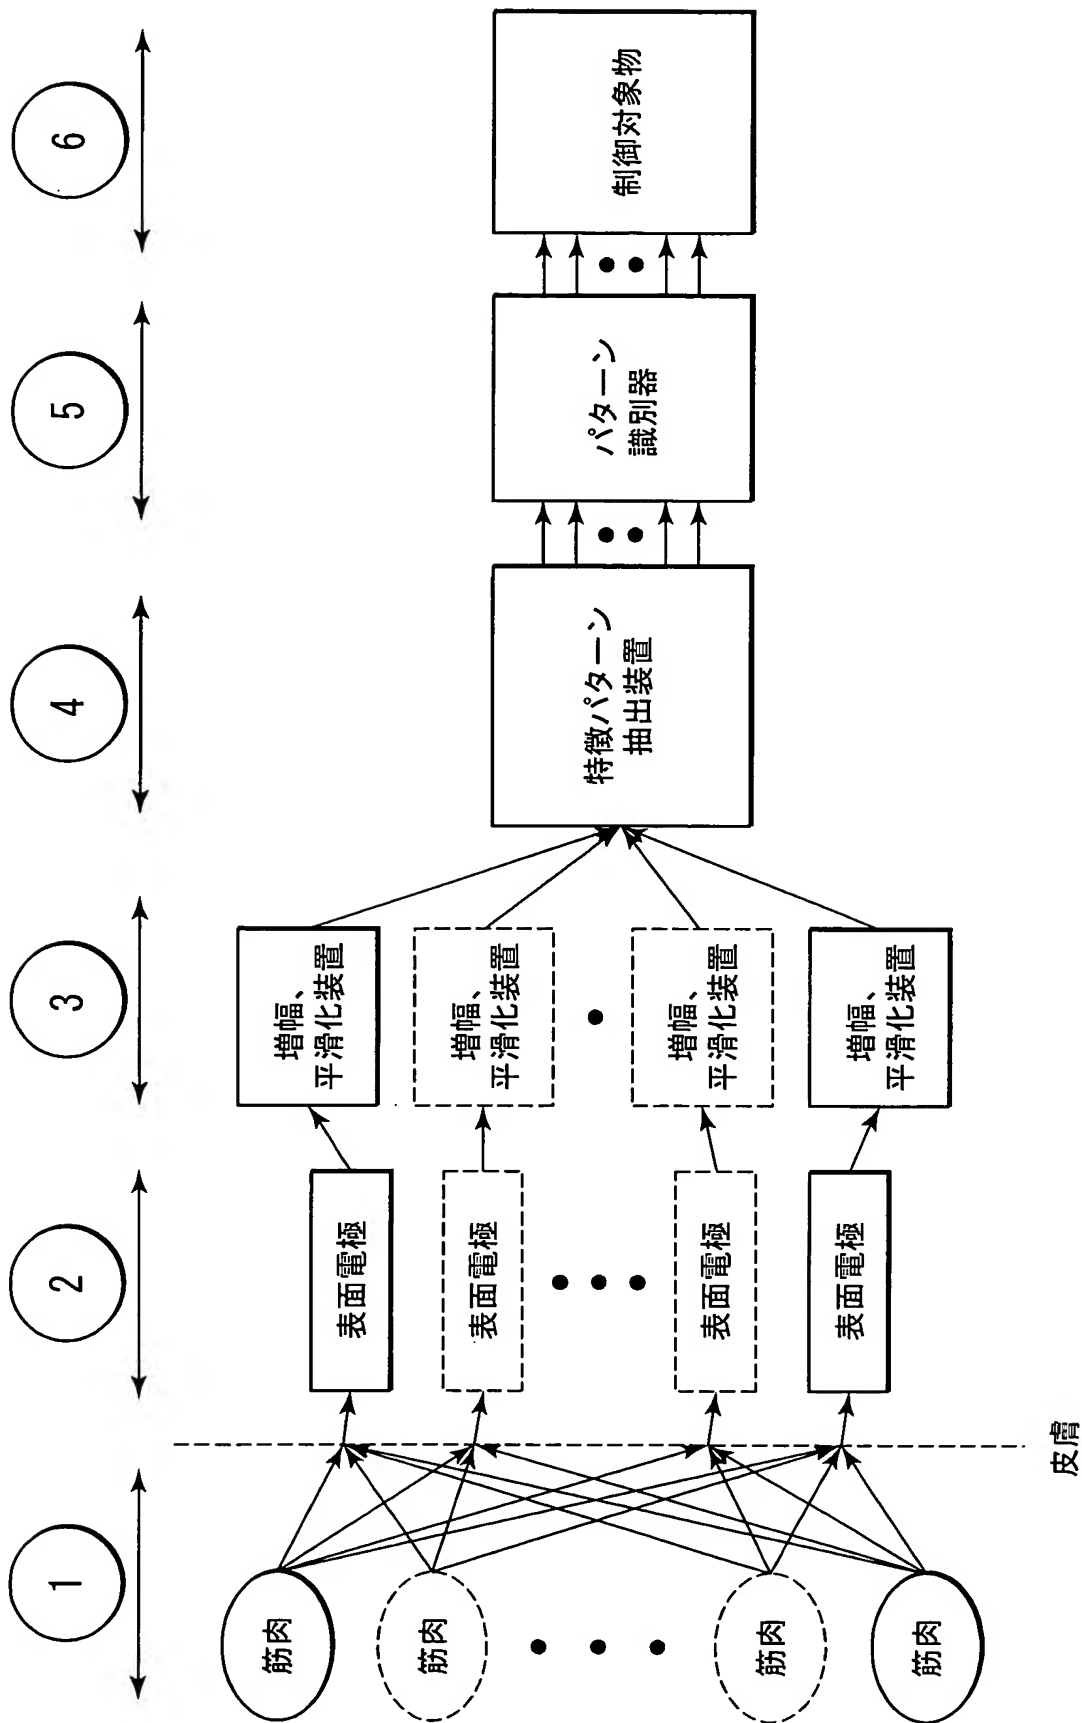 1
2
3
4
5
6
筋肉
筋肉
筋肉
筋肉
皮膚
表面電極
表面電極
表面電極
表面電極
増幅、
平滑化装置
増幅、
平滑化装置
増幅、
平滑化装置
増幅、
平滑化装置
特徴パターン
抽出装置
パターン
識別器
制御対象物